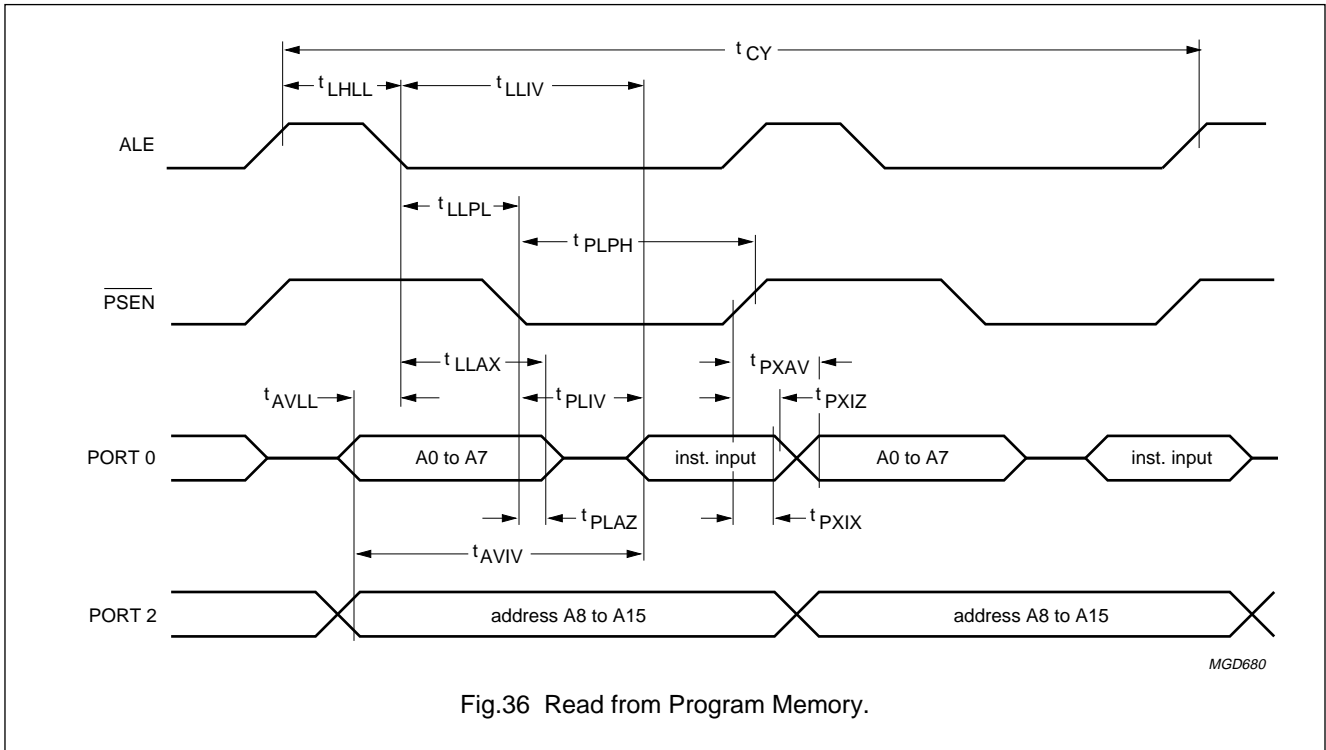 t CY
t LHLL
t LLIV
ALE
t LLPL
t PLPH
PSEN
t LLAX
t PXAV
t AVLL
t PLIV
t PXIZ
PORT 0
A0 to A7
inst. input
A0 to A7
inst. input
t PLAZ
t PXIX
t AVIV
PORT 2
address A8 to A15
address A8 to A15
MGD680
Fig.36 Read from Program Memory.